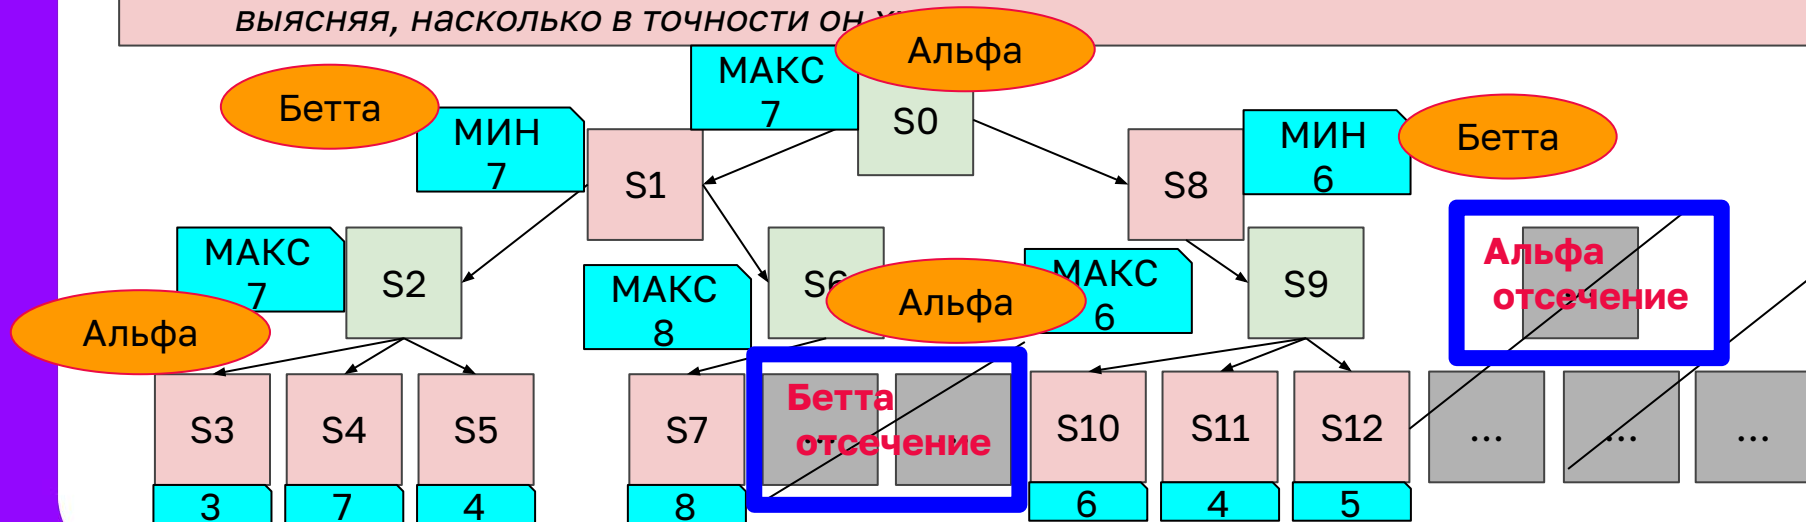 выясняя, насколько в точности он
Альфа
МАКС
7
S0
Бетта
МИН
7
S1
S8
МИН
6
Бетта
МАКС
7
S2
МАКС
8
Альфа
МАКС
6
S9
Альфа
отсечение
Альфа
S3
S4
S5
S7
Бетта
отсечение
S10
S11
S12
...
...
...
3
7
4
8
6
4
5